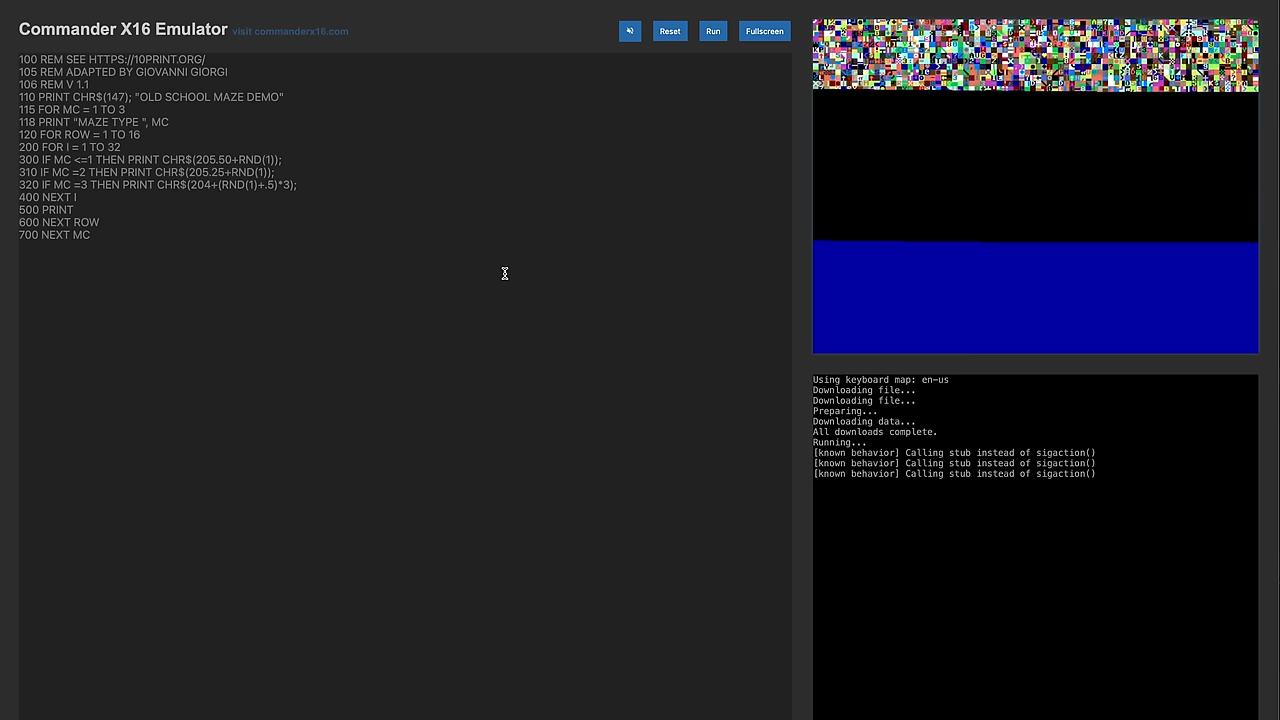 Commander X16 Emulator visit commanderx16.com
Reset
Run
Fullscreen
100 REM SEE HTTPS://10PRINT.ORG/
105 REM ADAPTED BY GIOVANNI GIORGI
106 REM V 1.1
110 PRINT CHR$(147); "OLD SCHOOL MAZE DEMO"
115 FOR MC = 1 TO 3
118 PRINT "MAZE TYPE ", MC
120 FOR ROW = 1 TO 16
200 FOR I = 1 TO 32
300 IF MC <=1 THEN PRINT CHR$(205.50+RND(1));
310 IF MC =2 THEN PRINT CHR$(205.25+RND(1));
320 IF MC =3 THEN PRINT CHR$(204+(RND(1)+.5)*3);
400 NEXT I
500 PRINT
600 NEXT ROW
700 NEXT MC
Using keyboard map: en-us
Downloading file...
Downloading file...
Preparing...
Downloading data...
All downloads complete.
Running...
[known behavior] Calling stub instead of sigaction()
[known behavior] Calling stub instead of sigaction()
[known behavior] Calling stub instead of sigaction()